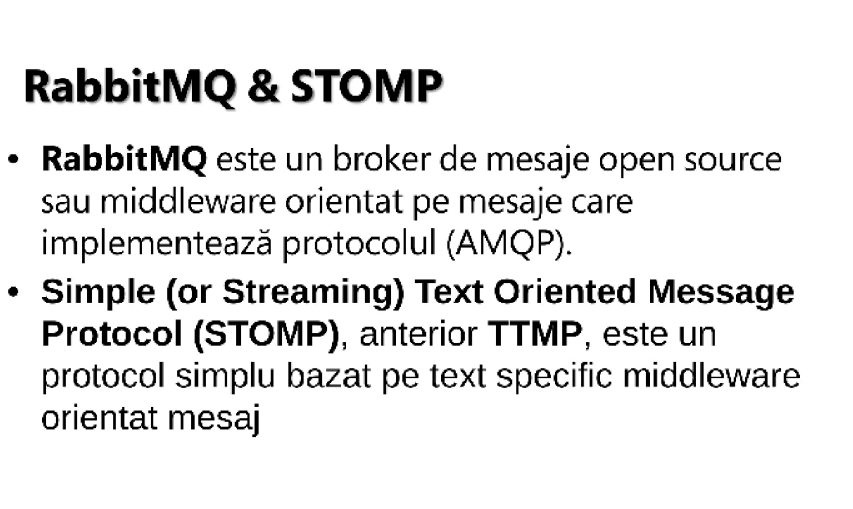 RabbitMQ & STOMP
• RabbitMQ este un broker de mesaje open source
sau middleware orientat pe mesaje care
implementează protocolul (AMQP).
• Simple (or Streaming) Text Oriented Message
Protocol (STOMP), anterior TTMP, este un
protocol simplu bazat pe text specific middleware
orientat mesaj